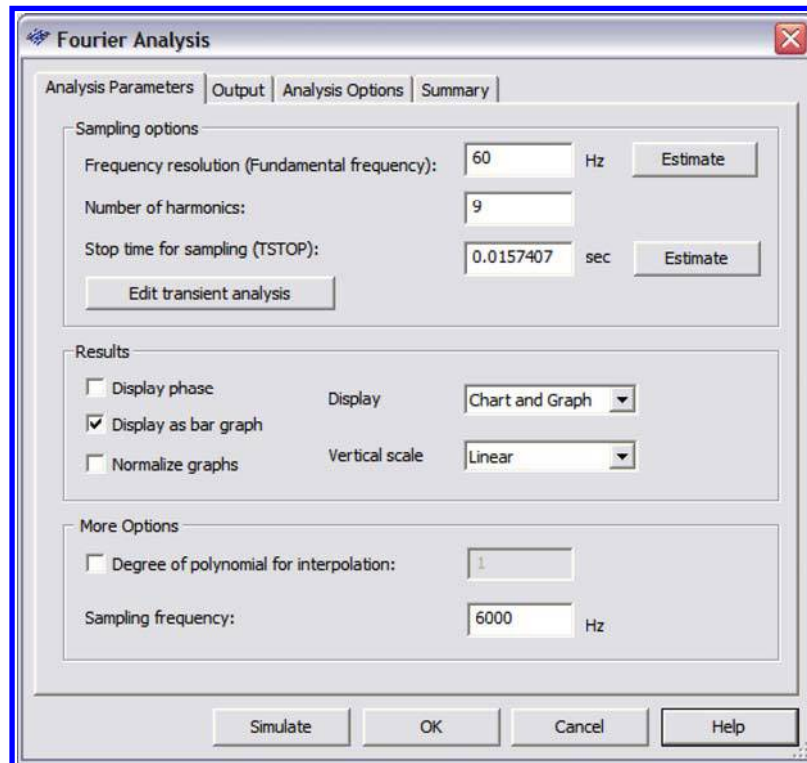 Fourier Analysis
Analysis Parameters Output Analysis Options Summary
Sampling options
Frequency resolution (Fundamental frequency): 60 Hz Estimate
Number of harmonics: 9
Stop time for sampling (TSTOP): 0.0157407 sec Estimate
Edit transient analysis
Results
Display phase
Display Chart and Graph
Display as bar graph
Normalize graphs
Vertical scale Linear
More Options
Degree of polynomial for interpolation: 1
Sampling frequency: 6000 Hz
Simulate OK Cancel Help